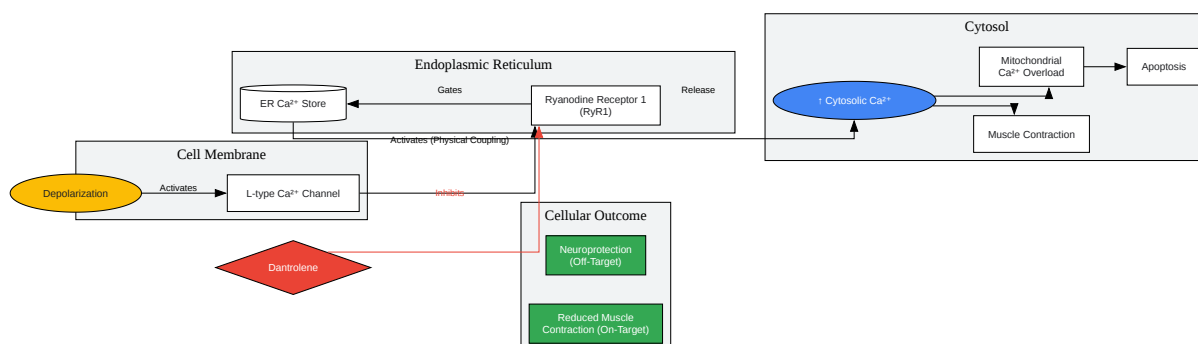 Cytosol
Endoplasmic Reticulum
Mitochondrial
Ca²⁺ Overload
Apoptosis
ER Ca²⁺ Store
Gates
Ryanodine Receptor 1
(RyR1)
Release
↑ Cytosolic Ca²⁺
Muscle Contraction
Activates (Physical Coupling)
Cell Membrane
Depolarization
Activates
L-type Ca²⁺ Channel
Inhibits
Cellular Outcome
Neuroprotection
(Off-Target)
Dantrolene
Reduced Muscle
Contraction (On-Target)